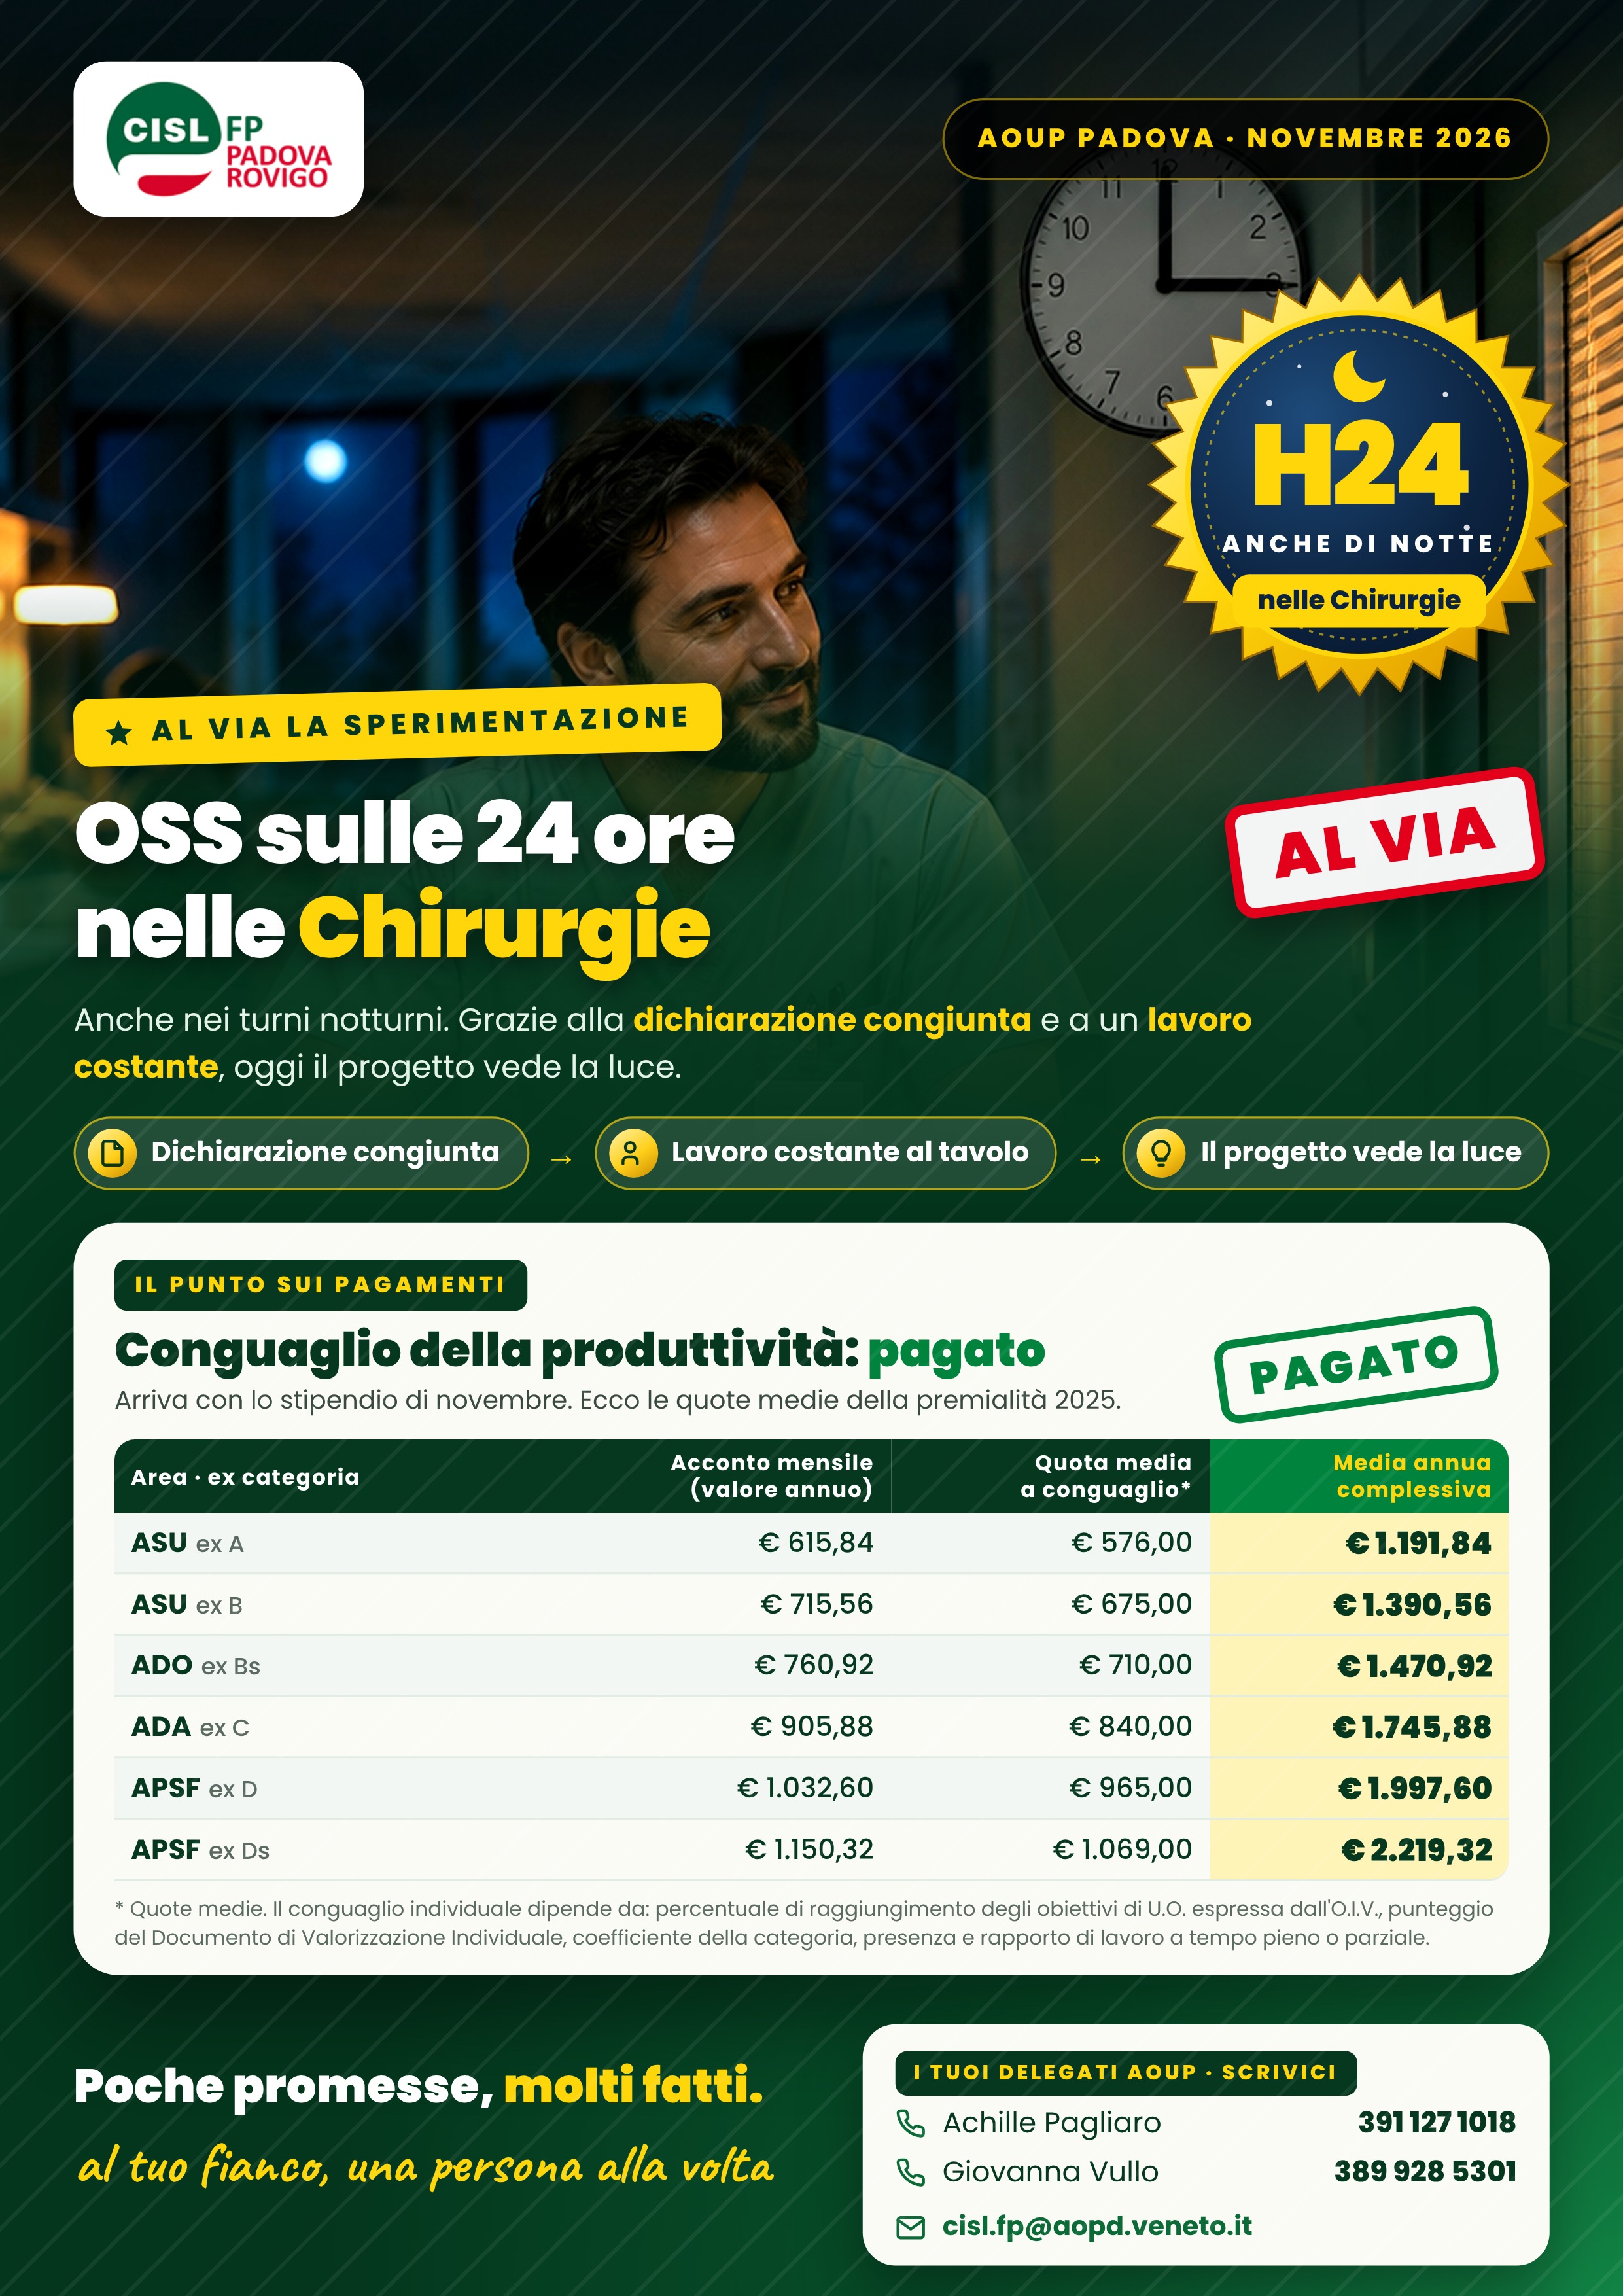 CISL FP
PADOVA
ROVIGO
AOUP PADOVA · NOVEMBRE 2026
12
11 1
10 2
9 3
8
7 6
H24
ANCHE DI NOTTE
nelle Chirurgie
★ AL VIA LA SPERIMENTAZIONE
AL VIA
OSS sulle 24 ore
nelle Chirurgie
Anche nei turni notturni. Grazie alla dichiarazione congiunta e a un lavoro
costante, oggi il progetto vede la luce.
Dichiarazione congiunta → Lavoro costante al tavolo → Il progetto vede la luce
IL PUNTO SUI PAGAMENTI
Conguaglio della produttività: pagato
Arriva con lo stipendio di novembre. Ecco le quote medie della premialità 2025.
PAGATO
Area · ex categoria Acconto mensile (valore annuo) Quota media a conguaglio* Media annua complessiva
ASU ex A € 615,84 € 576,00 € 1.191,84
ASU ex B € 715,56 € 675,00 € 1.390,56
ADO ex Bs € 760,92 € 710,00 € 1.470,92
ADA ex C € 905,88 € 840,00 € 1.745,88
APSF ex D € 1.032,60 € 965,00 € 1.997,60
APSF ex Ds € 1.150,32 € 1.069,00 € 2.219,32
* Quote medie. Il conguaglio individuale dipende da: percentuale di raggiungimento degli obiettivi di U.O. espressa dall'O.I.V., punteggio
del Documento di Valorizzazione Individuale, coefficiente della categoria, presenza e rapporto di lavoro a tempo pieno o parziale.
Poche promesse, molti fatti.
al tuo fianco, una persona alla volta
I TUOI DELEGATI AOUP · SCRIVICI
Achille Pagliaro 391 127 1018
Giovanna Vullo 389 928 5301
cisl.fp@aopd.veneto.it